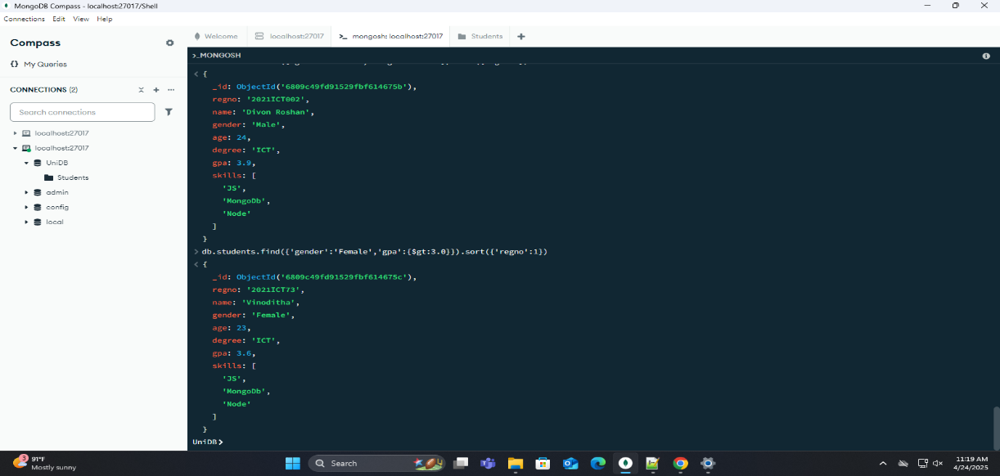 MongoDB Compass - localhost:27017/Shell
Connections Edit View Help
Compass
{} My Queries
CONNECTIONS (2)
Search connections
localhost:27017
localhost:27017
UniDB
Students
admin
config
local
Welcome localhost:27017 >_ mongosh: localhost:27017 Students +
>_MONGOSH
< {
_id: ObjectId('6809c49fd91529fbf614675b'),
regno: '2021ICT002',
name: 'Divon Roshan',
gender: 'Male',
age: 24,
degree: 'ICT',
gpa: 3.9,
skills: [
'JS',
'MongoDb',
'Node'
]
}
> db.students.find({'gender':'Female','gpa':{$gt:3.0}}).sort({'regno':1})
< {
_id: ObjectId('6809c49fd91529fbf614675c'),
regno: '2021ICT73',
name: 'Vinoditha',
gender: 'Female',
age: 23,
degree: 'ICT',
gpa: 3.6,
skills: [
'JS',
'MongoDb',
'Node'
]
}
UniDB>
3
91°F
Mostly sunny
Search
11:19 AM
4/24/2025